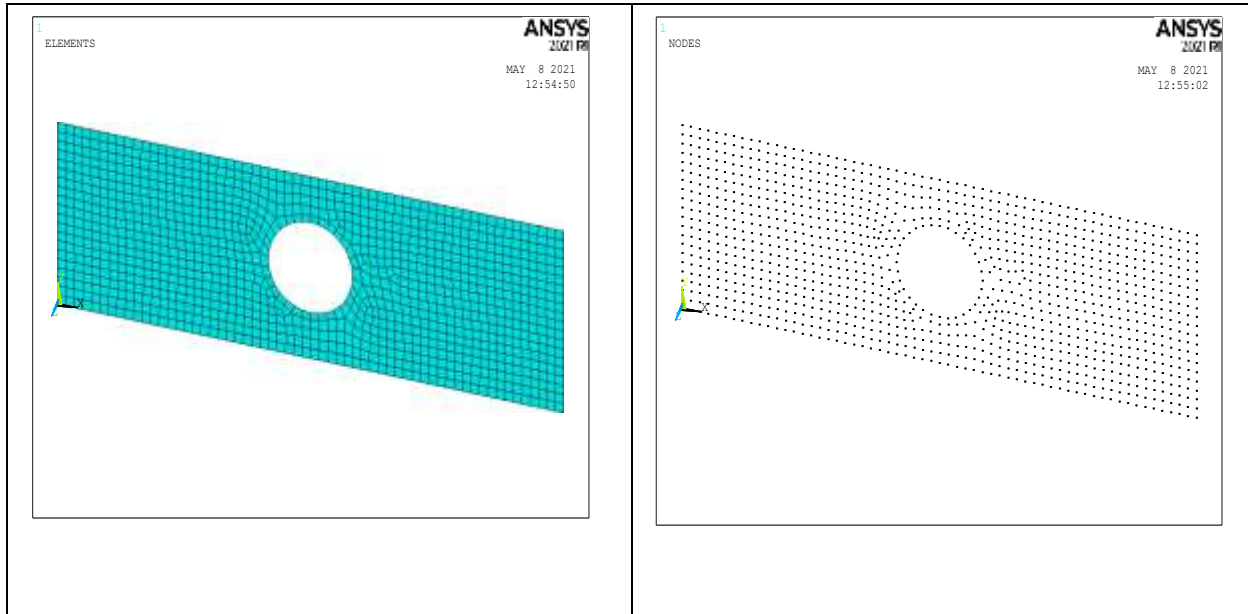 1
ELEMENTS
ANSYS
2021 R1
MAY 8 2021
12:54:50
X
1
NODES
ANSYS
2021 R1
MAY 8 2021
12:55:02
X